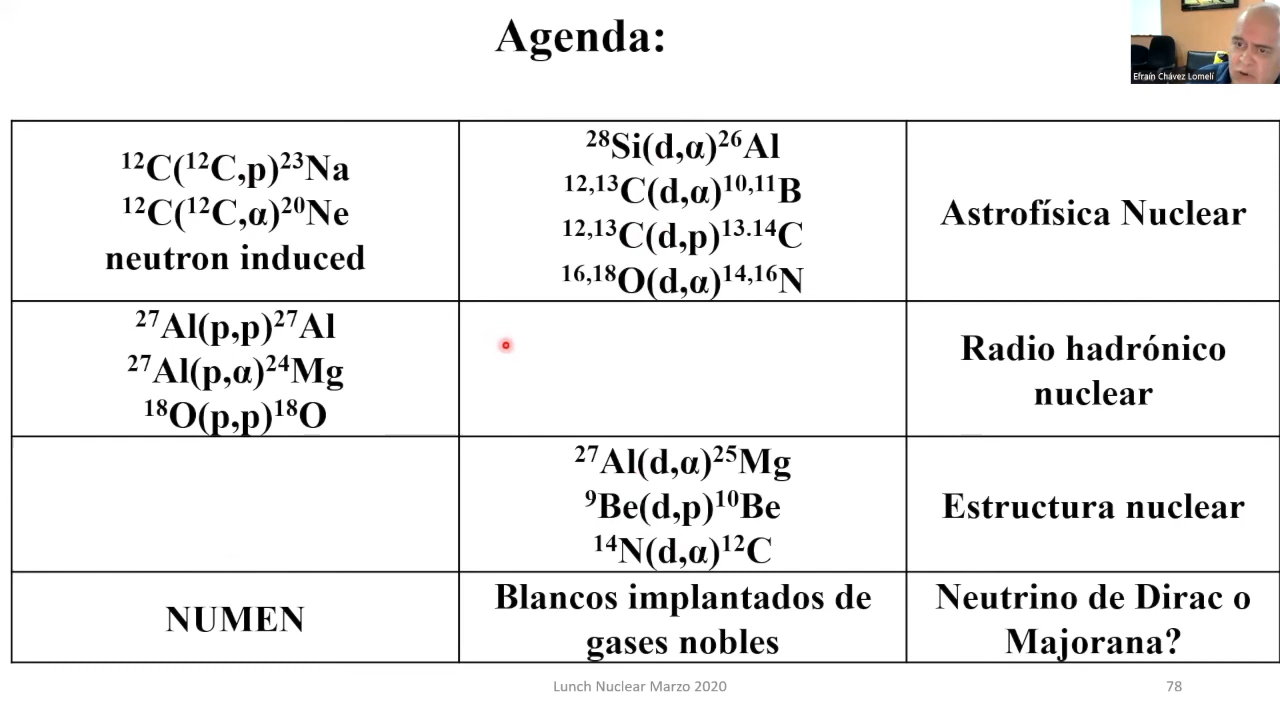 Agenda:
Efraín Chávez Lomelí
¹²C(¹²C,p)²³Na
¹²C(¹²C,α)²⁰Ne
neutron induced
²⁸Si(d,α)²⁶Al
¹²,¹³C(d,α)¹⁰,¹¹B
¹²,¹³C(d,p)¹³.¹⁴C
¹⁶,¹⁸O(d,α)¹⁴,¹⁶N
Astrofísica Nuclear
²⁷Al(p,p)²⁷Al
²⁷Al(p,α)²⁴Mg
¹⁸O(p,p)¹⁸O
Radio hadrónico
nuclear
²⁷Al(d,α)²⁵Mg
⁹Be(d,p)¹⁰Be
¹⁴N(d,α)¹²C
Estructura nuclear
NUMEN
Blancos implantados de
gases nobles
Neutrino de Dirac o
Majorana?
Lunch Nuclear Marzo 2020
78